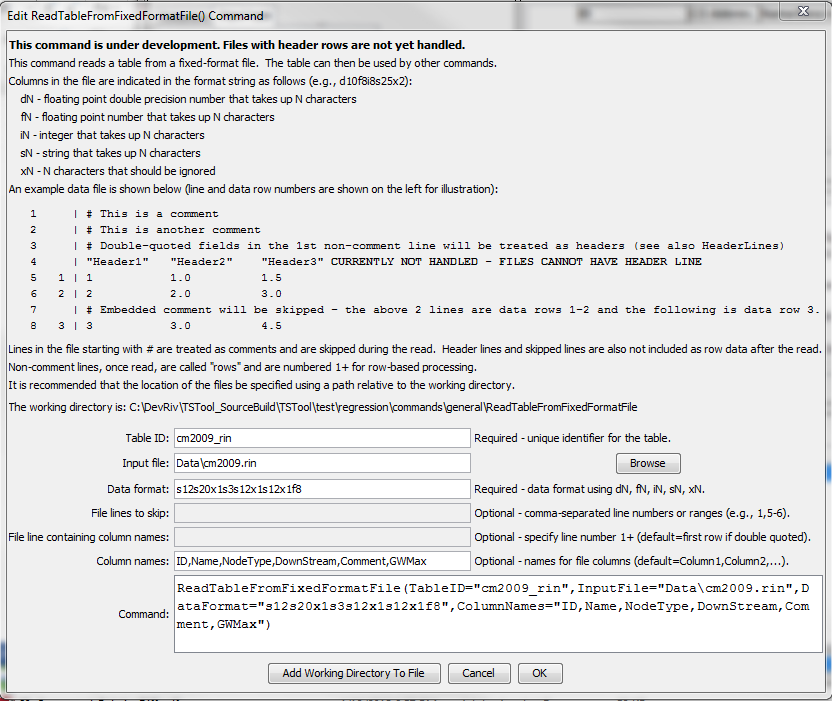 Edit ReadTableFromFixedFormatFile() Command
This command is under development. Files with header rows are not yet handled.
This command reads a table from a fixed-format file. The table can then be used by other commands.
Columns in the file are indicated in the format string as follows (e.g., d10f8i8s25x2):
dN - floating point double precision number that takes up N characters
fN - floating point number that takes up N characters
iN - integer that takes up N characters
sN - string that takes up N characters
xN - N characters that should be ignored
An example data file is shown below (line and data row numbers are shown on the left for illustration):
1 | # This is a comment
2 | # This is another comment
3 | # Double-quoted fields in the 1st non-comment line will be treated as headers (see also HeaderLines)
4 | "Header1" "Header2" "Header3" CURRENTLY NOT HANDLED - FILES CANNOT HAVE HEADER LINE
5 1 | 1 1.0 1.5
6 2 | 2 2.0 3.0
7 | # Embedded comment will be skipped - the above 2 lines are data rows 1-2 and the following is data row 3.
8 3 | 3 3.0 4.5
Lines in the file starting with # are treated as comments and are skipped during the read. Header lines and skipped lines are also not included as row data after the read.
Non-comment lines, once read, are called "rows" and are numbered 1+ for row-based processing.
It is recommended that the location of the files be specified using a path relative to the working directory.
The working directory is: C:\DevRiv\TSTool_SourceBuild\TSTool\test\regression\commands\general\ReadTableFromFixedFormatFile
Table ID: cm2009_rin Required - unique identifier for the table.
Input file: Data\cm2009.rin Browse
Data format: s12s20x1s3s12x1s12x1f8 Required - data format using dN, fN, iN, sN, xN.
File lines to skip: Optional - comma-separated line numbers or ranges (e.g., 1,5-6).
File line containing column names: Optional - specify line number 1+ (default=first row if double quoted).
Column names: ID,Name,NodeType,DownStream,Comment,GWMax Optional - names for file columns (default=Column1,Column2,...).
Command: ReadTableFromFixedFormatFile(TableID="cm2009_rin",InputFile="Data\cm2009.rin",D
ataFormat="s12s20x1s3s12x1s12x1f8",ColumnNames="ID,Name,NodeType,DownStream,Com
ment,GWMax")
Add Working Directory To File Cancel OK